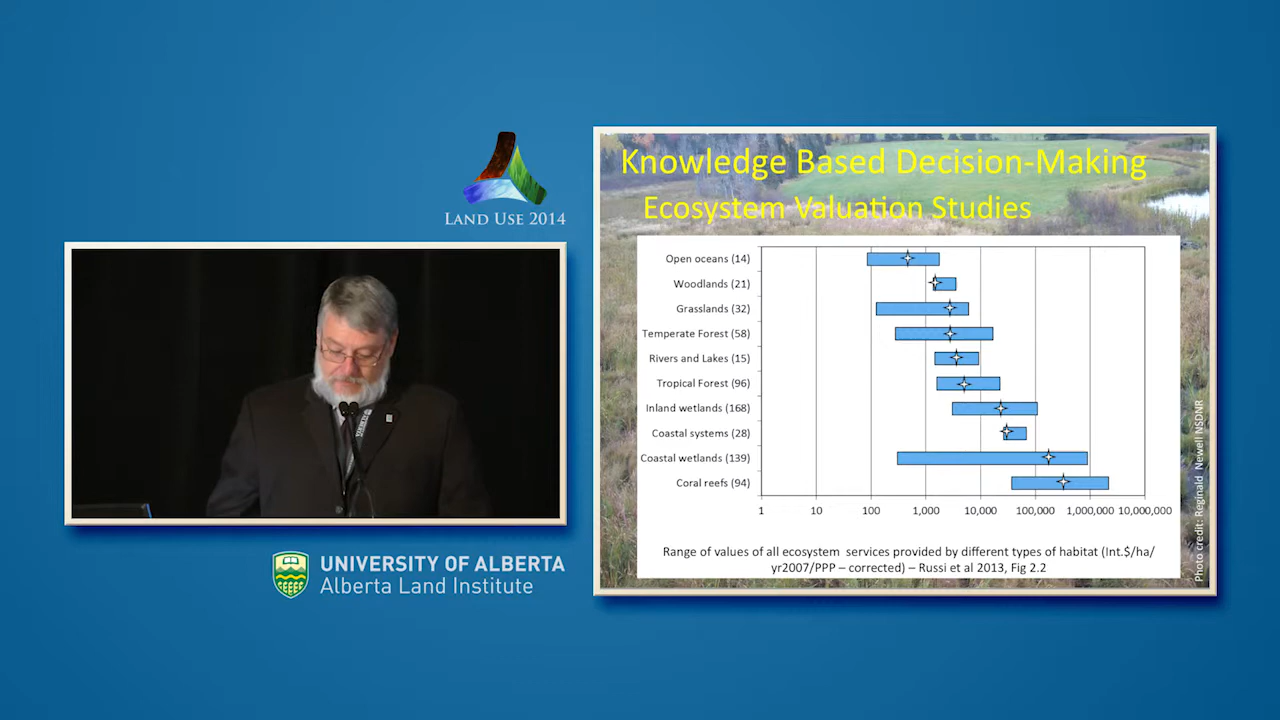 LAND USE 2014
UNIVERSITY OF ALBERTA
Alberta Land Institute
Knowledge Based Decision-Making
Ecosystem Valuation Studies
Open oceans (14)
Woodlands (21)
Grasslands (32)
Temperate Forest (58)
Rivers and Lakes (15)
Tropical Forest (96)
Inland wetlands (168)
Coastal systems (28)
Coastal wetlands (139)
Coral reefs (94)
1 10 100 1,000 10,000 100,000 1,000,000 10,000,000
Range of values of all ecosystem services provided by different types of habitat (Int.$/ha/
yr2007/PPP – corrected) – Russi et al 2013, Fig 2.2
Photo credit: Reginald Newell NSDNR